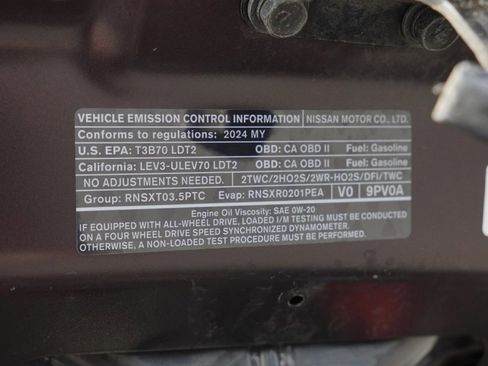 VEHICLE EMISSION CONTROL INFORMATION NISSAN MOTOR CO., LTD.
Conforms to regulations: 2024 MY
U.S. EPA: T3B70 LDT2 OBD: CA OBD II Fuel: Gasoline
California: LEV3-ULEV70 LDT2 OBD: CA OBD II Fuel: Gasoline
NO ADJUSTMENTS NEEDED. 2TWC/2HO2S/2WR-HO2S/DFI/TWC
Group: RNSXT03.5PTC Evap: RNSXR0201PEA V0 9PV0A
Engine Oil Viscosity: SAE 0W-20
IF EQUIPPED WITH ALL-WHEEL DRIVE. LOADED I/M TESTING MUST BE CONDUCTED
ON A FOUR WHEEL DRIVE SPEED SYNCHRONIZED DYNAMOMETER.
OTHERWISE, A NON-LOADED TEST PROCEDURE MUST BE PERFORMED.